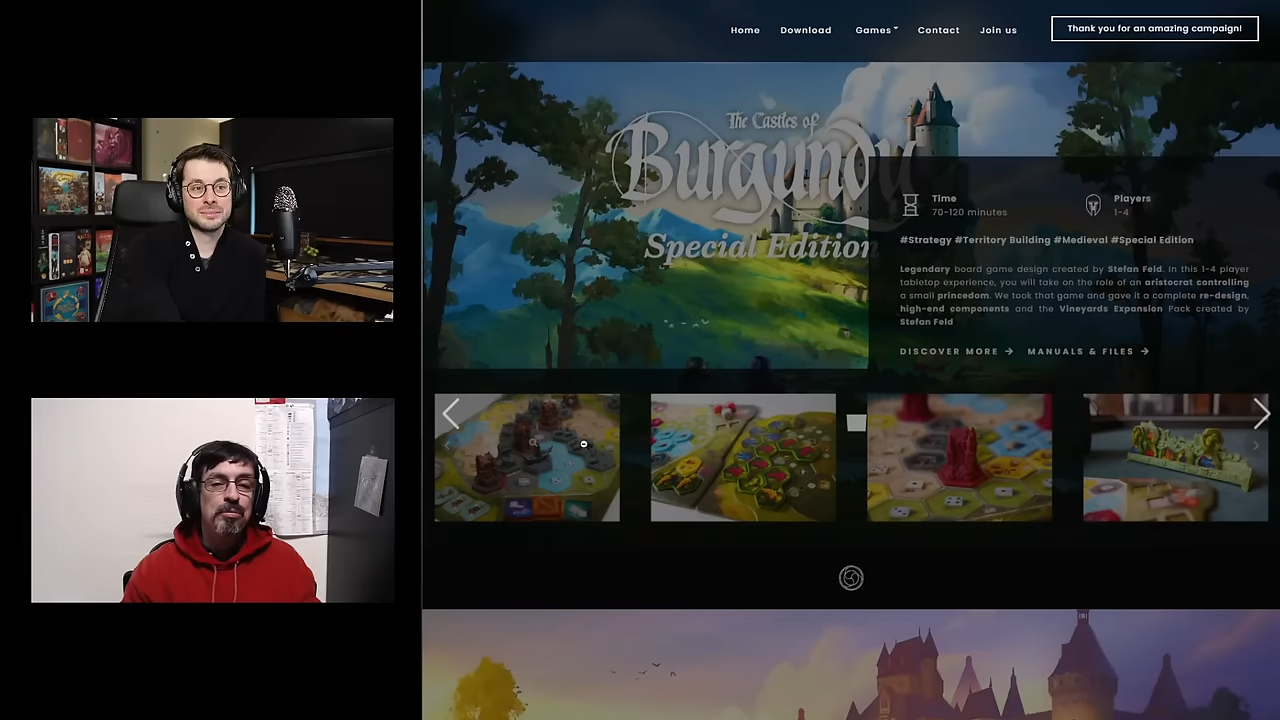 Home Download Games Contact Join us Thank you for an amazing campaign!
The Castles of
Burgundy
Special Edition
Time
70-120 minutes
Players
1-4
#Strategy #Territory Building #Medieval #Special Edition
Legendary board game design created by Stefan Feld. In this 1-4 player
tabletop experience, you will take on the role of an aristocrat controlling
a small princedom. We took that game and gave it a complete re-design,
high-end components and the Vineyards Expansion Pack created by
Stefan Feld
DISCOVER MORE → MANUALS & FILES →